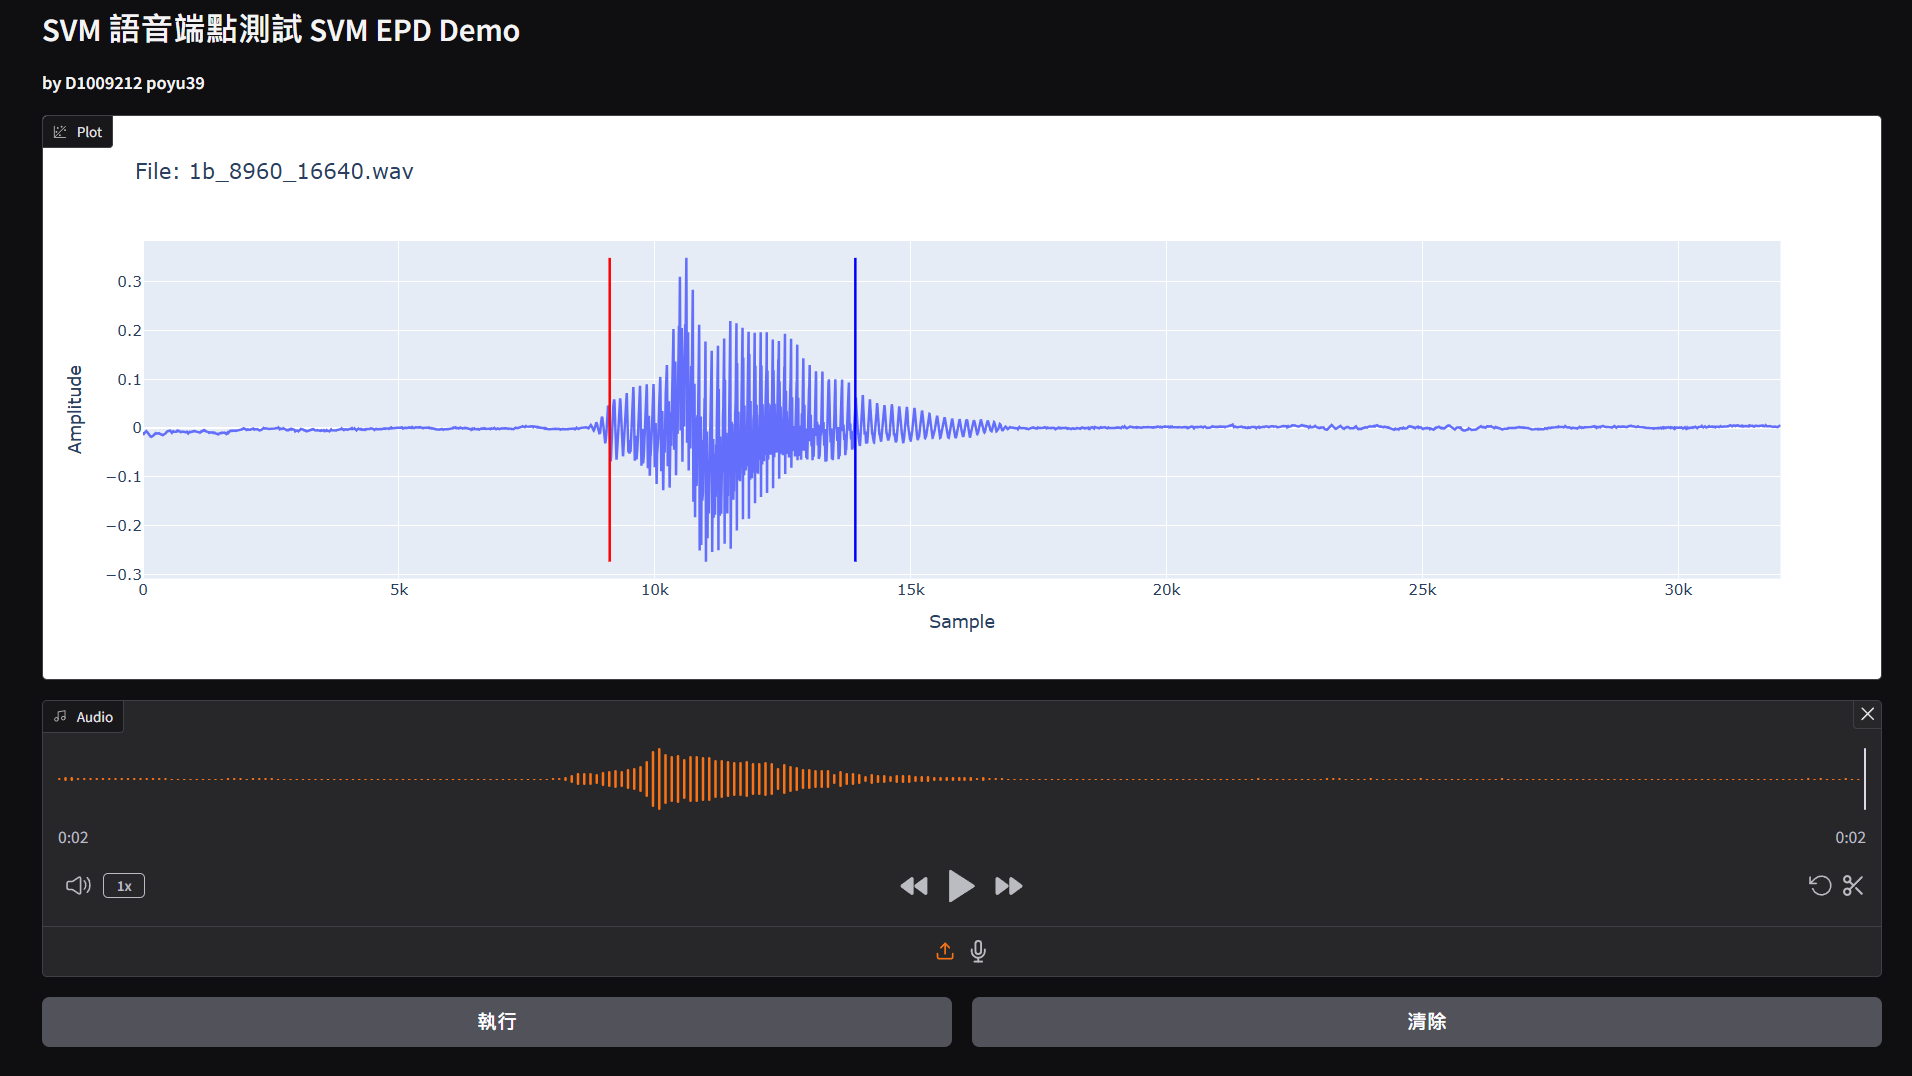 SVM 語音端點測試 SVM EPD Demo
by D1009212 poyu39
Plot
File: 1b_8960_16640.wav
0.3
0.2
0.1
0
−0.1
−0.2
−0.3
Amplitude
0 5k 10k 15k 20k 25k 30k
Sample
Audio
0:02 0:02
1x
執行 清除